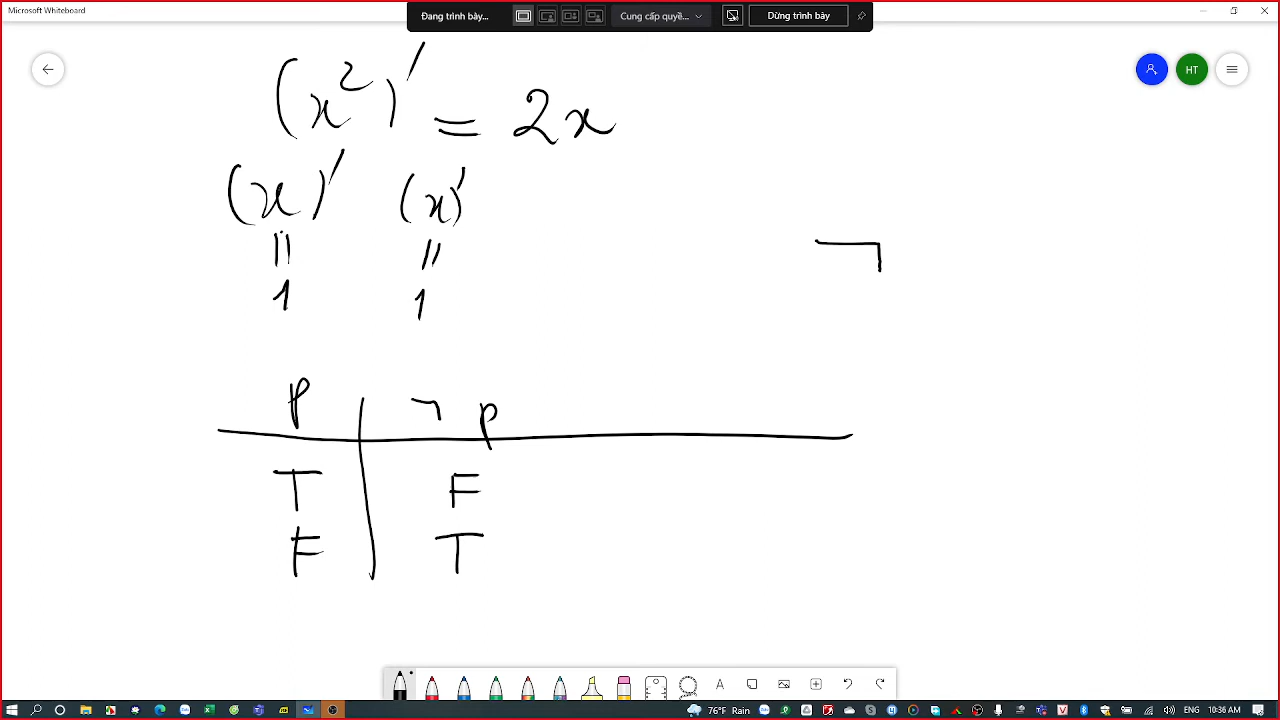 Microsoft Whiteboard
Đang trình bày...
Cung cấp quyề...
Dừng trình bày
HT
(x²)' = 2x
(x)' (x)'
= =
1 1
¬
p ¬ p
T F
F T
76°F Rain
ENG
10:36 AM